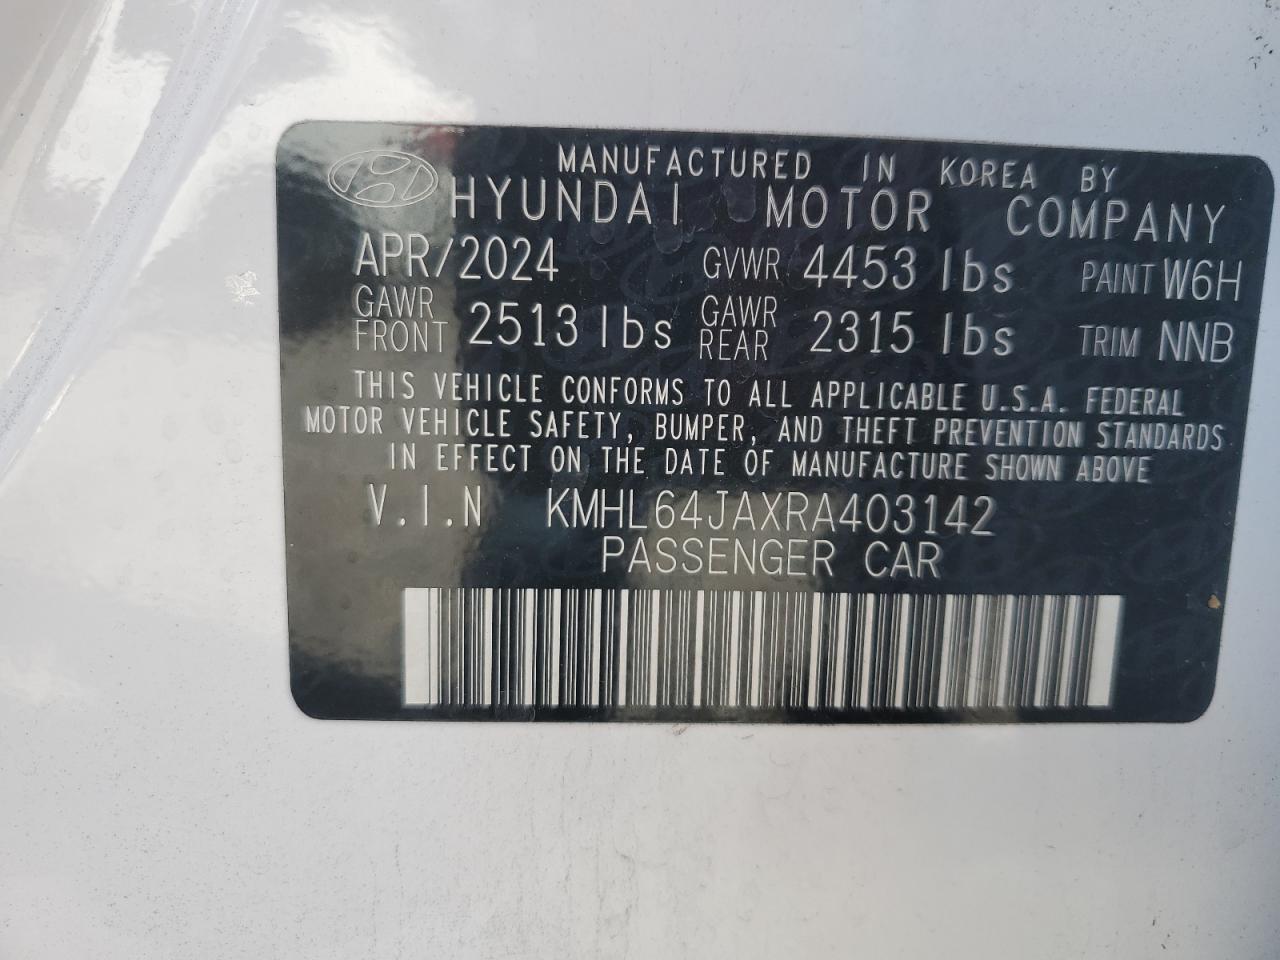 MANUFACTURED IN KOREA BY
HYUNDAI MOTOR COMPANY
APR/2024 GVWR 4453 lbs PAINT W6H
GAWR FRONT 2513 lbs GAWR REAR 2315 lbs TRIM NNB
THIS VEHICLE CONFORMS TO ALL APPLICABLE U.S.A. FEDERAL
MOTOR VEHICLE SAFETY, BUMPER, AND THEFT PREVENTION STANDARDS
IN EFFECT ON THE DATE OF MANUFACTURE SHOWN ABOVE
V.I.N KMHL64JAXRA403142
PASSENGER CAR